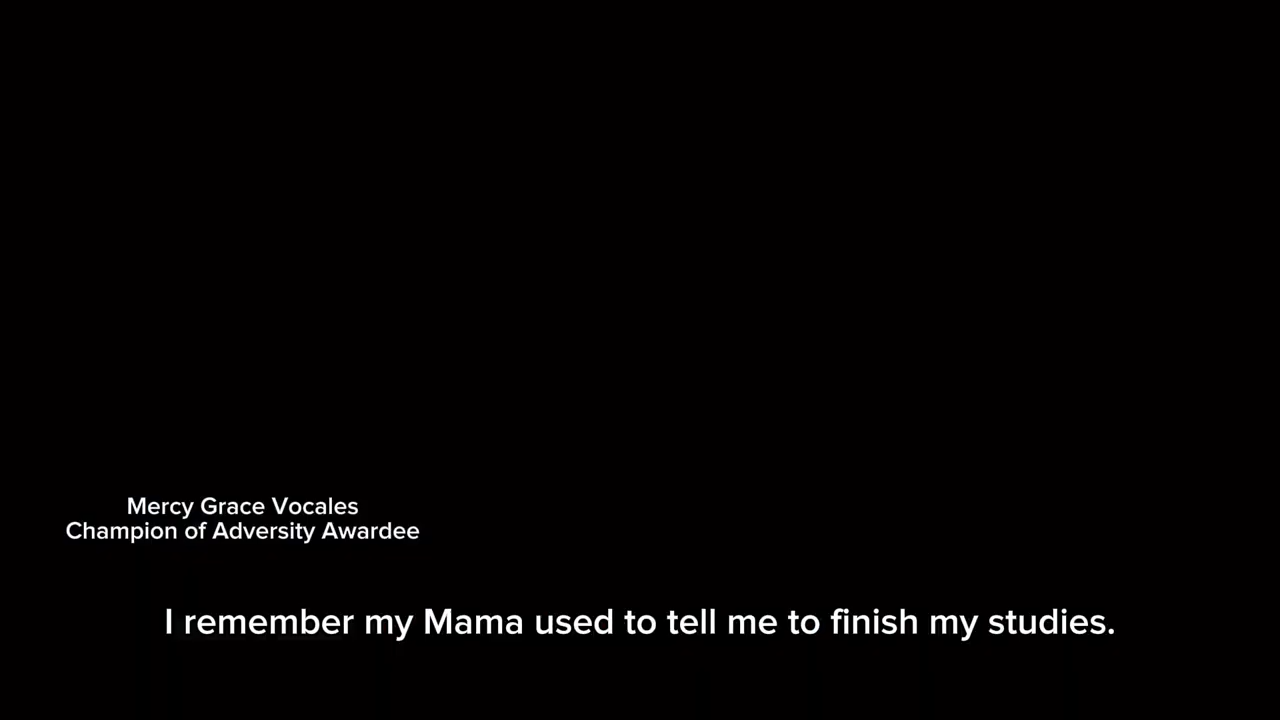 Mercy Grace Vocales
Champion of Adversity Awardee
I remember my Mama used to tell me to finish my studies.